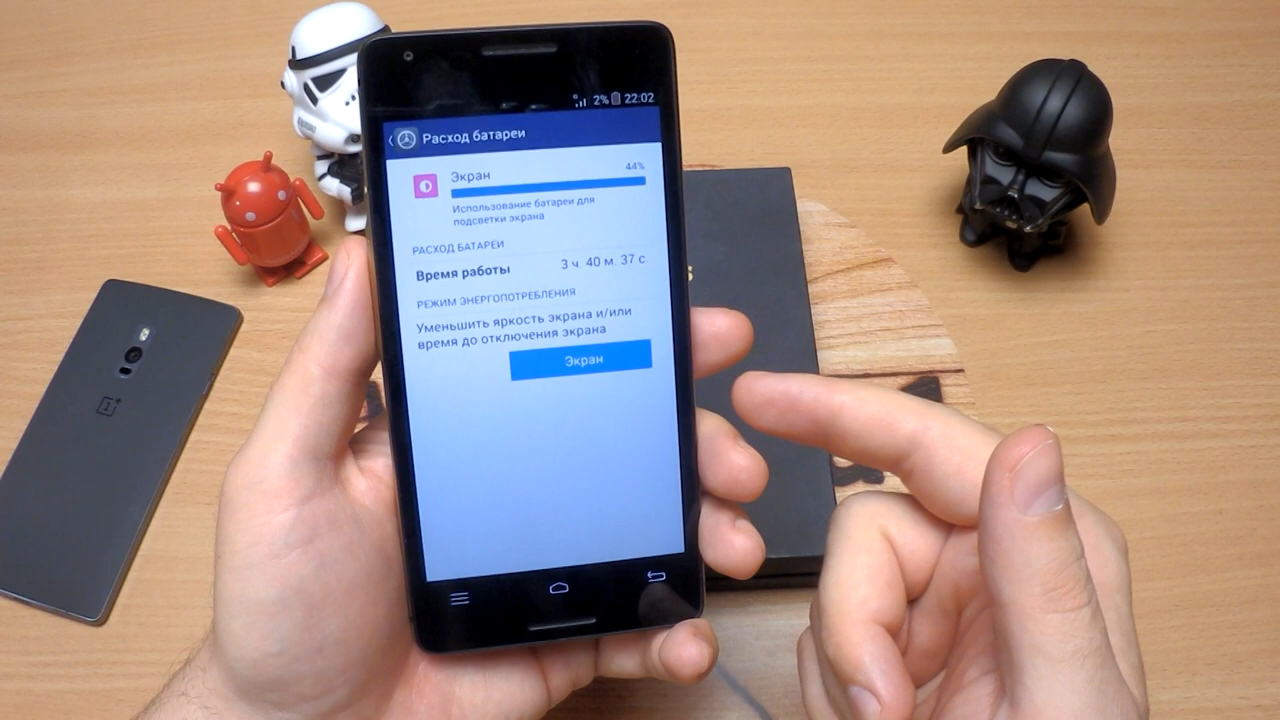 2% 22:02
Расход батареи
Экран 44%
Использование батареи для
подсветки экрана
РАСХОД БАТАРЕИ
Время работы 3 ч. 40 м. 37 с.
РЕЖИМ ЭНЕРГОПОТРЕБЛЕНИЯ
Уменьшить яркость экрана и/или
время до отключения экрана
Экран